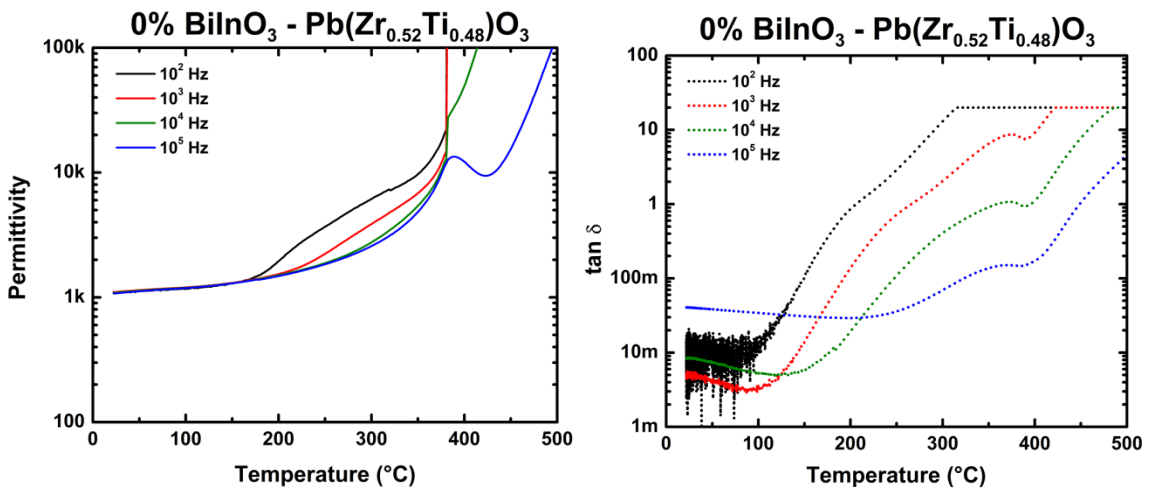 0% BiInO₃ - Pb(Zr₀.₅₂Ti₀.₄₈)O₃
100k
10k
1k
100
Permittivity
10² Hz
10³ Hz
10⁴ Hz
10⁵ Hz
0 100 200 300 400 500
Temperature (°C)
0% BiInO₃ - Pb(Zr₀.₅₂Ti₀.₄₈)O₃
100
10
1
100m
10m
1m
tan δ
10² Hz
10³ Hz
10⁴ Hz
10⁵ Hz
0 100 200 300 400 500
Temperature (°C)